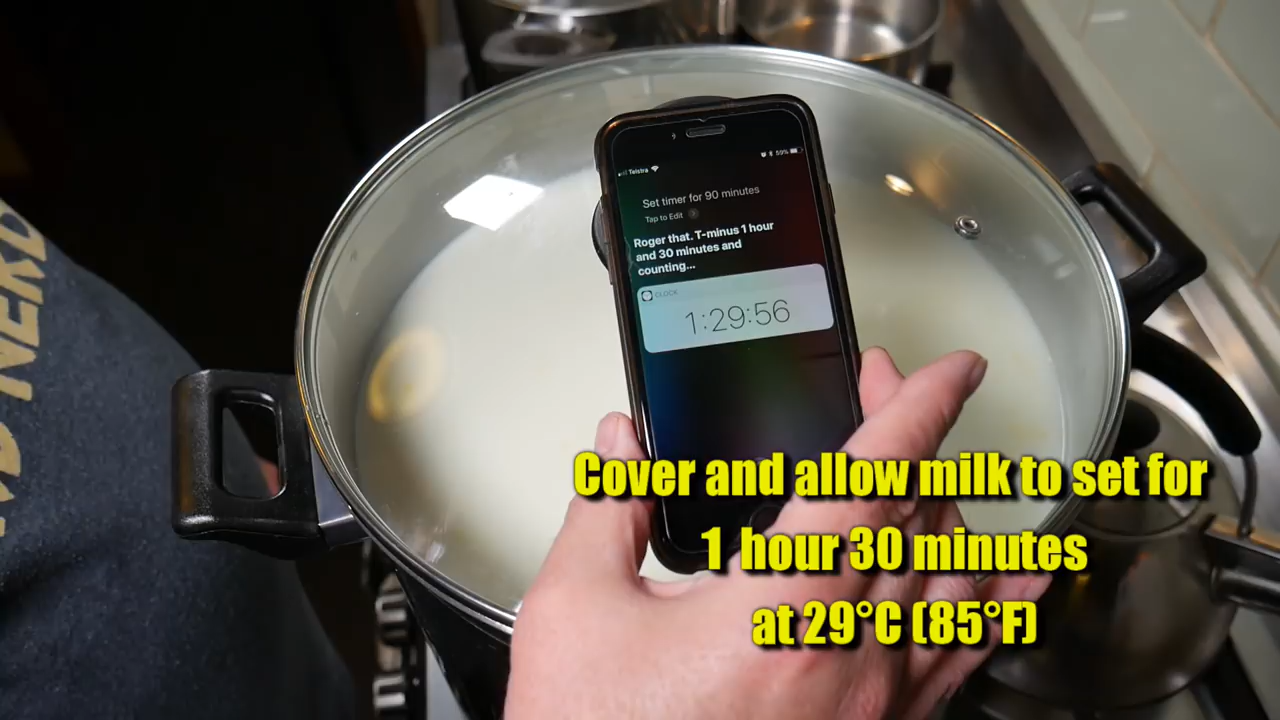 Telstra
59%
Set timer for 90 minutes
Tap to Edit
Roger that. T-minus 1 hour
and 30 minutes and
counting...
CLOCK
1:29:56
NERD
Cover and allow milk to set for
1 hour 30 minutes
at 29°C (85°F)